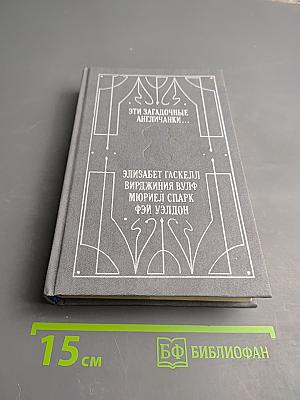 ЭТИ ЗАГАДОЧНЫЕ
АНГЛИЧАНКИ...
ЭЛИЗАБЕТ ГАСКЕЛЛ
ВИРДЖИНИЯ ВУЛФ
МЮРИЕЛ СПАРК
ФЭЙ УЭЛДОН
15 см
БФ БИБЛИОФАН